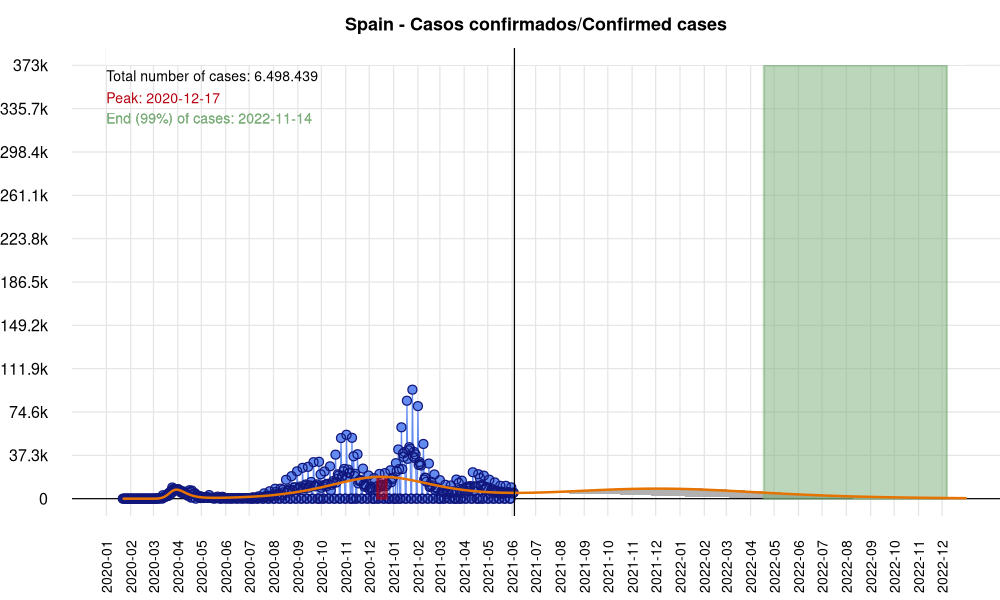 Spain - Casos confirmados/Confirmed cases
Total number of cases: 6.498.439
Peak: 2020-12-17
End (99%) of cases: 2022-11-14
373k
335.7k
298.4k
261.1k
223.8k
186.5k
149.2k
111.9k
74.6k
37.3k
0
2020-01
2020-02
2020-03
2020-04
2020-05
2020-06
2020-07
2020-08
2020-09
2020-10
2020-11
2020-12
2021-01
2021-03
2021-04
2021-05
2021-06
2021-07
2021-08
2021-09
2021-10
2021-11
2021-12
2022-01
2022-02
2022-03
2022-04
2022-05
2022-06
2022-07
2022-08
2022-09
2022-10
2022-11
2022-12